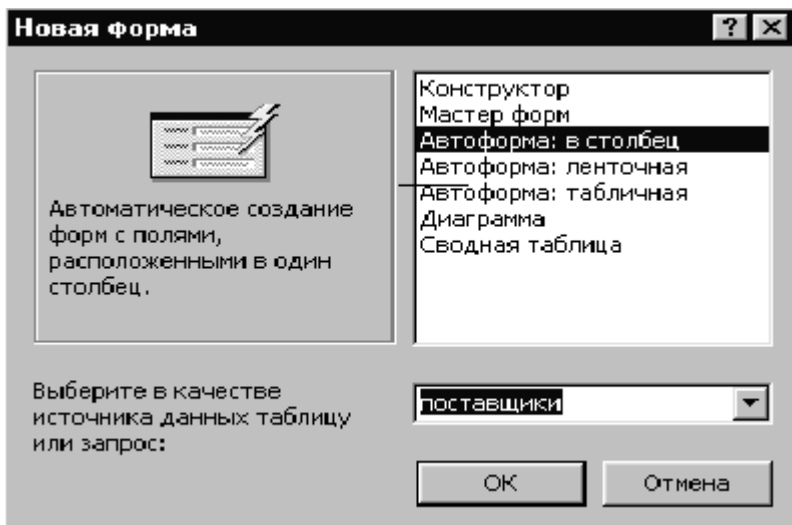 Новая форма
Конструктор
Мастер форм
Автоформа: в столбец
Автоформа: ленточная
Автоформа: табличная
Диаграмма
Сводная таблица
Автоматическое создание
форм с полями,
расположенными в один
столбец.
Выберите в качестве
источника данных таблицу
или запрос:
поставщики
ОК
Отмена